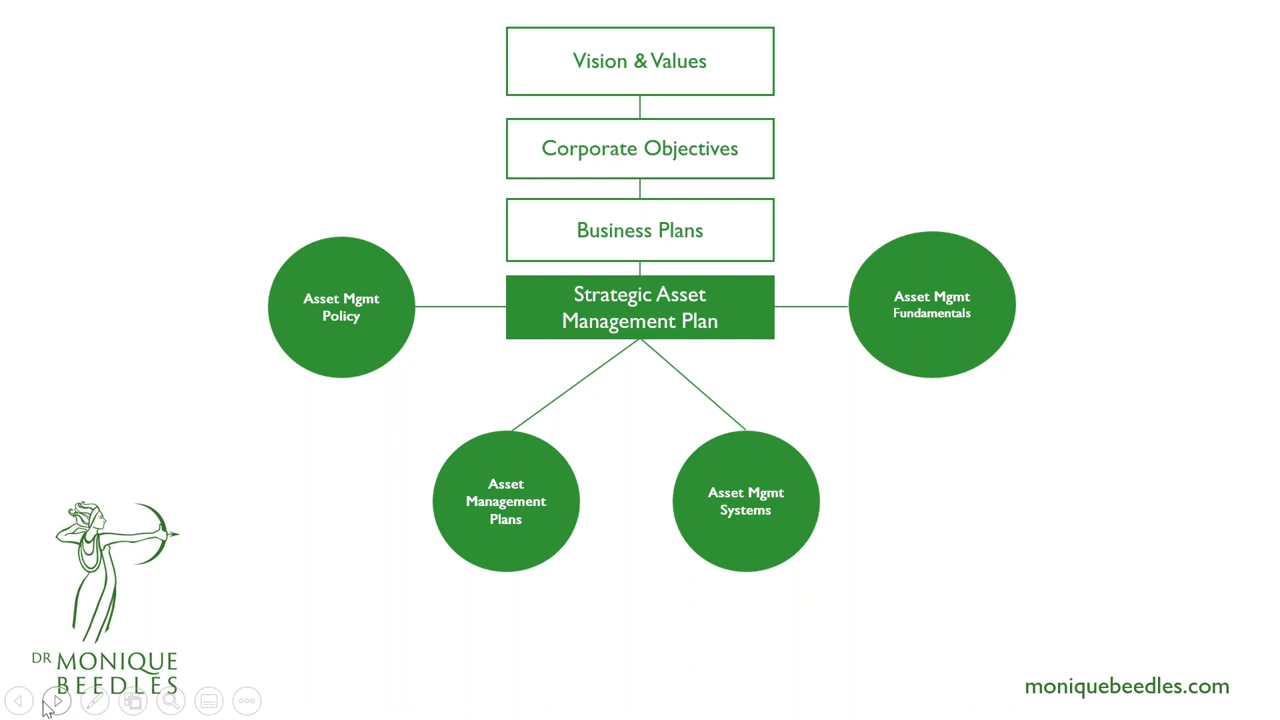 Vision & Values
Corporate Objectives
Business Plans
Strategic Asset
Management Plan
Asset Mgmt
Policy
Asset Mgmt
Fundamentals
Asset
Management
Plans
Asset Mgmt
Systems
DR MONIQUE
BEEDLES
moniquebeedles.com